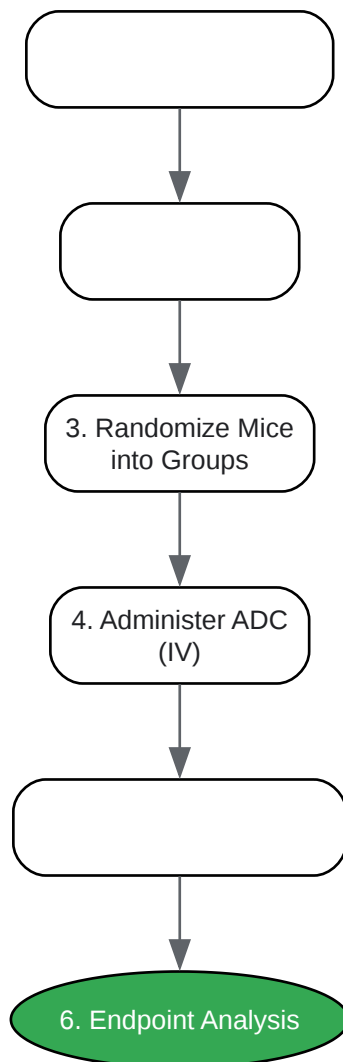 3. Randomize Mice
into Groups
4. Administer ADC
(IV)
6. Endpoint Analysis